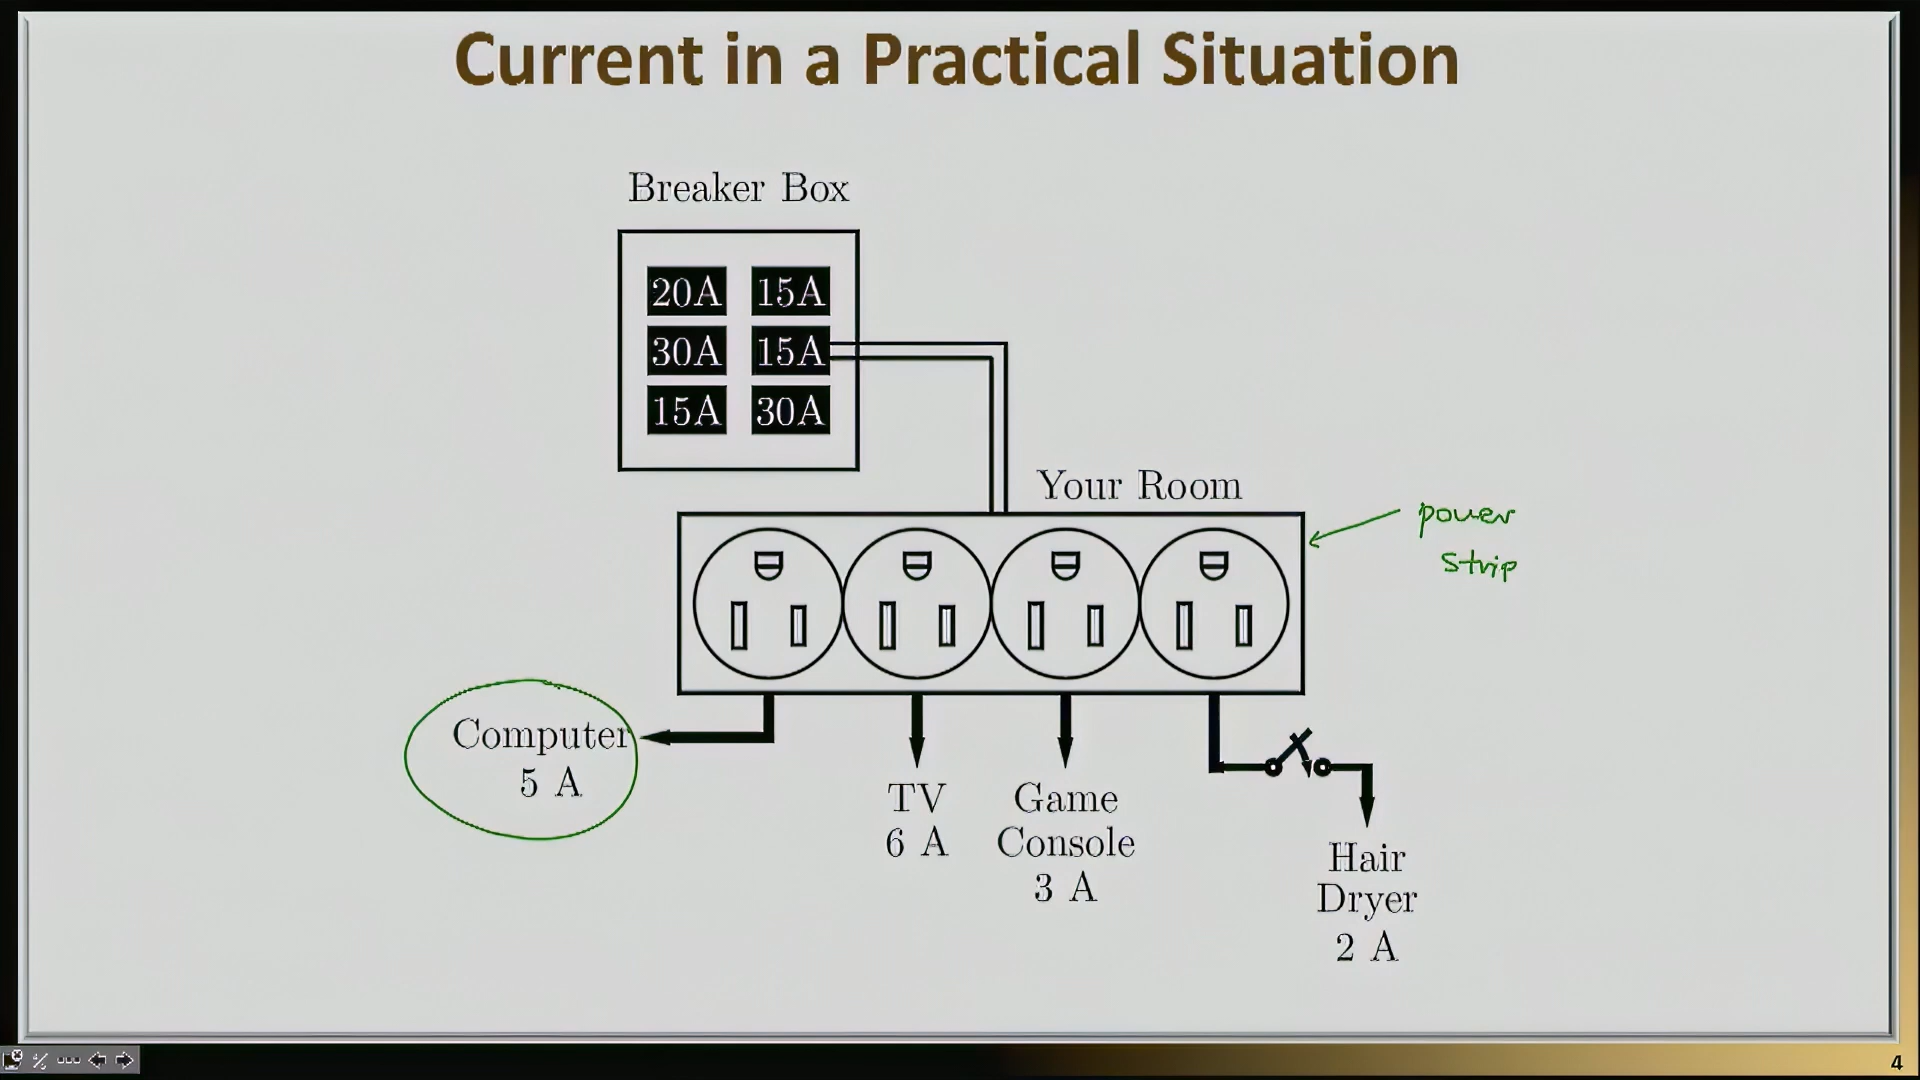 Current in a Practical Situation
Breaker Box
20A 15A
30A 15A
15A 30A
Your Room
power
strip
Computer
5 A
TV
6 A
Game
Console
3 A
Hair
Dryer
2 A
4